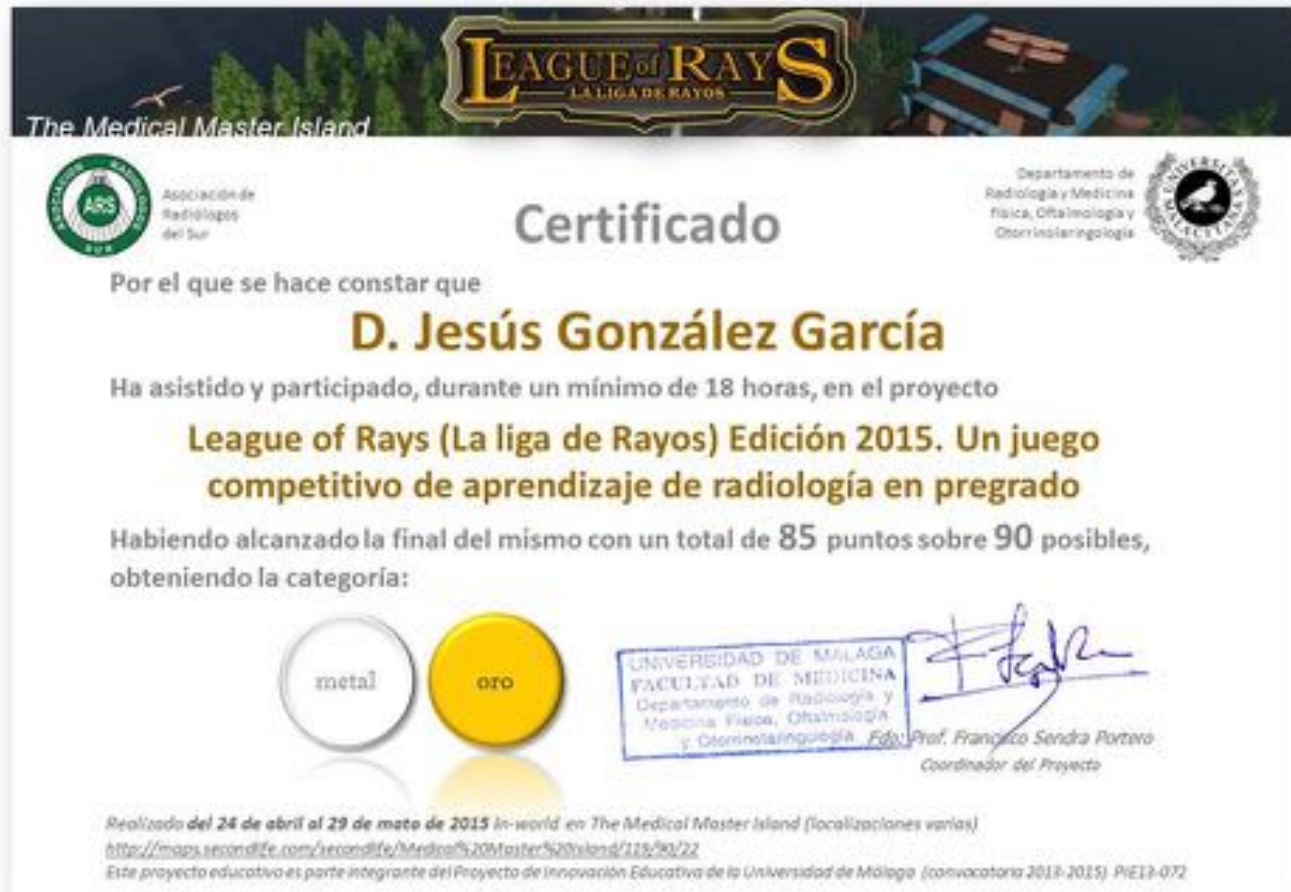 LEAGUE of RAYS
LA LIGA DE RAYOS
The Medical Master Island
ASOCIACIÓN RADIÓLOGOS SUR
ARS
Asociación de
Radiólogos
del Sur
Certificado
Departamento de
Radiología y Medicina
Física, Oftalmología y
Otorrinolaringología
UNIVERSITAS MALACITANA
Por el que se hace constar que
D. Jesús González García
Ha asistido y participado, durante un mínimo de 18 horas, en el proyecto
League of Rays (La liga de Rayos) Edición 2015. Un juego
competitivo de aprendizaje de radiología en pregrado
Habiendo alcanzado la final del mismo con un total de 85 puntos sobre 90 posibles,
obteniendo la categoría:
metal
oro
UNIVERSIDAD DE MALAGA
FACULTAD DE MEDICINA
Departamento de Radiología y
Medicina Física, Oftalmología
y Otorrinolaringología
Fdo: Prof. Francisco Sendra Portero
Coordinador del Proyecto
Realizado del 24 de abril al 29 de mato de 2015 in-world en The Medical Master Island (localizaciones varias)
http://maps.secondlife.com/secondlife/Medical%20Master%20Island/119/90/22
Este proyecto educativo es parte integrante del Proyecto de Innovación Educativa de la Universidad de Málaga (convocatoria 2013-2015) PIE13-072